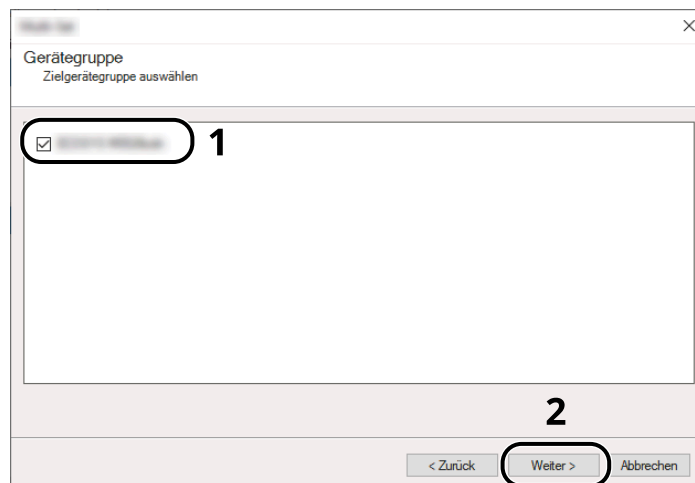 Gerätegruppe
Zielgerätegruppe auswählen
1
2
< Zurück
Weiter >
Abbrechen